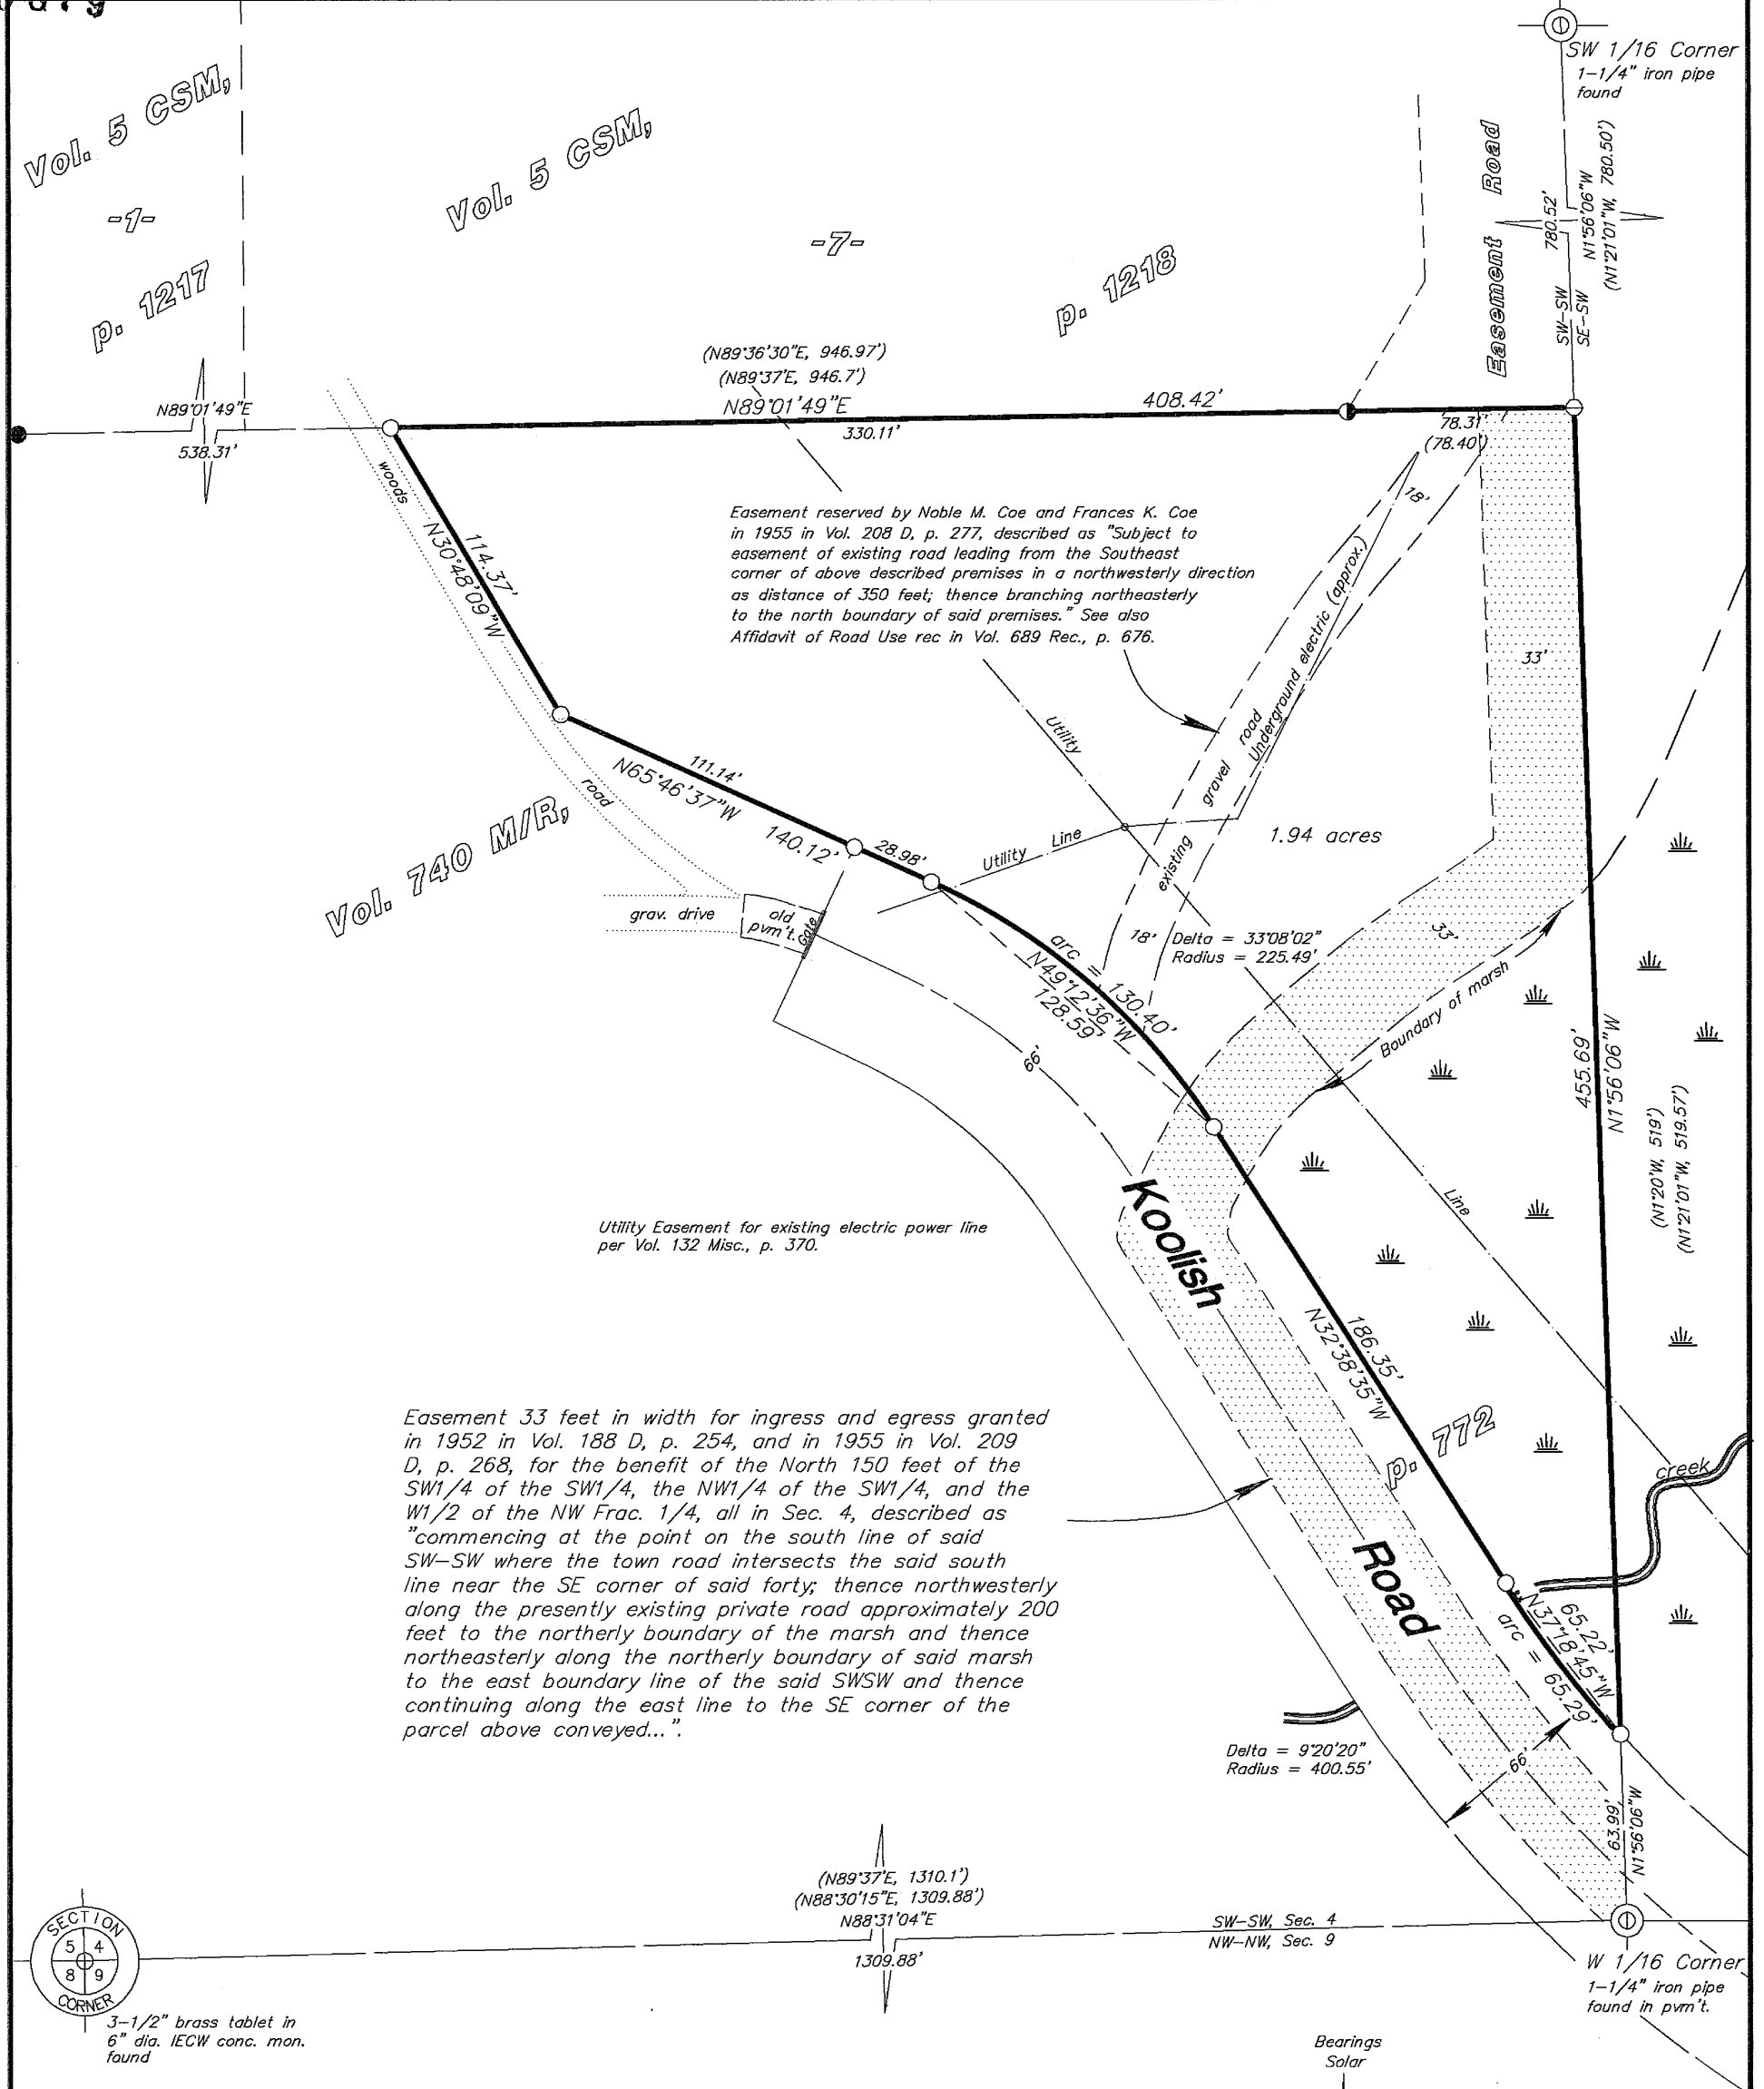 SW 1/16 Corner
1-1/4" iron pipe
found
Vol. 5 CSM,
-1-
p. 1217
Vol. 5 CSM,
-7-
p. 1218
Easement Road
780.52'
N1°56'06"W
(N1°21'01"W, 780.50')
SW-SW
SE-SW
N89°01'49"E
538.31'
(N89°36'30"E, 946.97')
(N89°37'E, 946.7')
N89°01'49"E
408.42'
330.11'
78.31'
(78.40')
woods
114.37'
N30°48'09"W
18'
Easement reserved by Noble M. Coe and Frances K. Coe
in 1955 in Vol. 208 D, p. 277, described as "Subject to
easement of existing road leading from the Southeast
corner of above described premises in a northwesterly direction
as distance of 350 feet; thence branching northeasterly
to the north boundary of said premises." See also
Affidavit of Road Use rec in Vol. 689 Rec., p. 676.
33'
Utility
Underground electric (approx.)
existing gravel road
111.14'
N65°46'37"W
140.12'
28.98'
road
Utility Line
1.94 acres
Vol. 740 M/R,
grav. drive
old
pvm't.
Gate
18'
Delta = 33°08'02"
Radius = 225.49'
33'
arc = 130.40'
N49°12'36"W
128.59'
66'
Boundary of marsh
455.69'
N1°56'06"W
(N1°20'W, 519')
(N1°21'01"W, 519.57')
Line
Utility Easement for existing electric power line
per Vol. 132 Misc., p. 370.
Koolish
Road
186.35'
N32°38'35"W
p. 772
creek
Easement 33 feet in width for ingress and egress granted
in 1952 in Vol. 188 D, p. 254, and in 1955 in Vol. 209
D, p. 268, for the benefit of the North 150 feet of the
SW1/4 of the SW1/4, the NW1/4 of the SW1/4, and the
W1/2 of the NW Frac. 1/4, all in Sec. 4, described as
"commencing at the point on the south line of said
SW-SW where the town road intersects the said south
line near the SE corner of said forty; thence northwesterly
along the presently existing private road approximately 200
feet to the northerly boundary of the marsh and thence
northeasterly along the northerly boundary of said marsh
to the east boundary line of the said SWSW and thence
continuing along the east line to the SE corner of the
parcel above conveyed...".
65.22'
N37°18'45"W
arc = 65.29'
Delta = 9°20'20"
Radius = 400.55'
66'
63.99'
N1°56'06"W
(N89°37'E, 1310.1')
(N88°30'15"E, 1309.88')
N88°31'04"E
1309.88'
SW-SW, Sec. 4
NW-NW, Sec. 9
SECTION
5 4
8 9
CORNER
3-1/2" brass tablet in
6" dia. IECW conc. mon.
found
W 1/16 Corner
1-1/4" iron pipe
found in pvm't.
Bearings
Solar